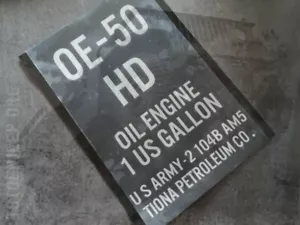 OE-50
HD
OIL ENGINE
1 US GALLON
U S ARMY-2 104B AM5
TIONA PETROLEUM CO.